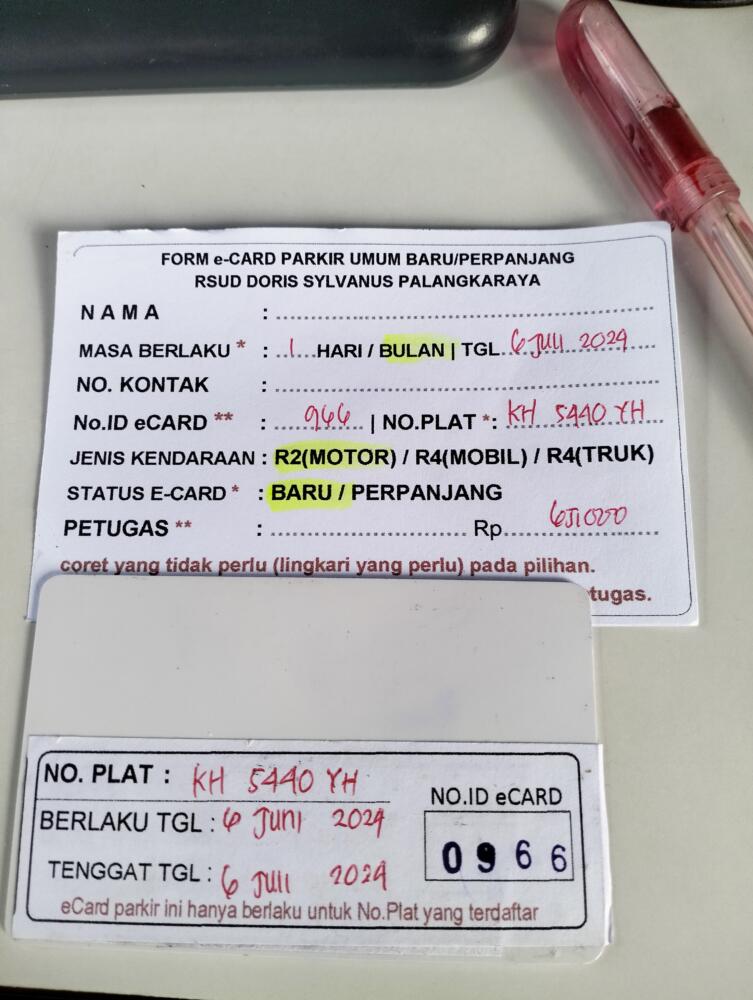 FORM e-CARD PARKIR UMUM BARU/PERPANJANG
RSUD DORIS SYLVANUS PALANGKARAYA
NAMA : ........................................
MASA BERLAKU * : ..1...HARI / BULAN | TGL..6 JULI 2024....
NO. KONTAK : ........................................
No.ID eCARD ** : .....966... | NO.PLAT *: KH 5440 YH
JENIS KENDARAAN : R2(MOTOR) / R4(MOBIL) / R4(TRUK)
STATUS E-CARD * : BARU / PERPANJANG
PETUGAS ** : .............................. Rp.....651000.....
coret yang tidak perlu (lingkari yang perlu) pada pilihan.
tugas.
NO. PLAT : KH 5440 YH
BERLAKU TGL : 6 JUNI 2024
TENGGAT TGL : 6 JULI 2024
NO.ID eCARD
0966
eCard parkir ini hanya berlaku untuk No.Plat yang terdaftar